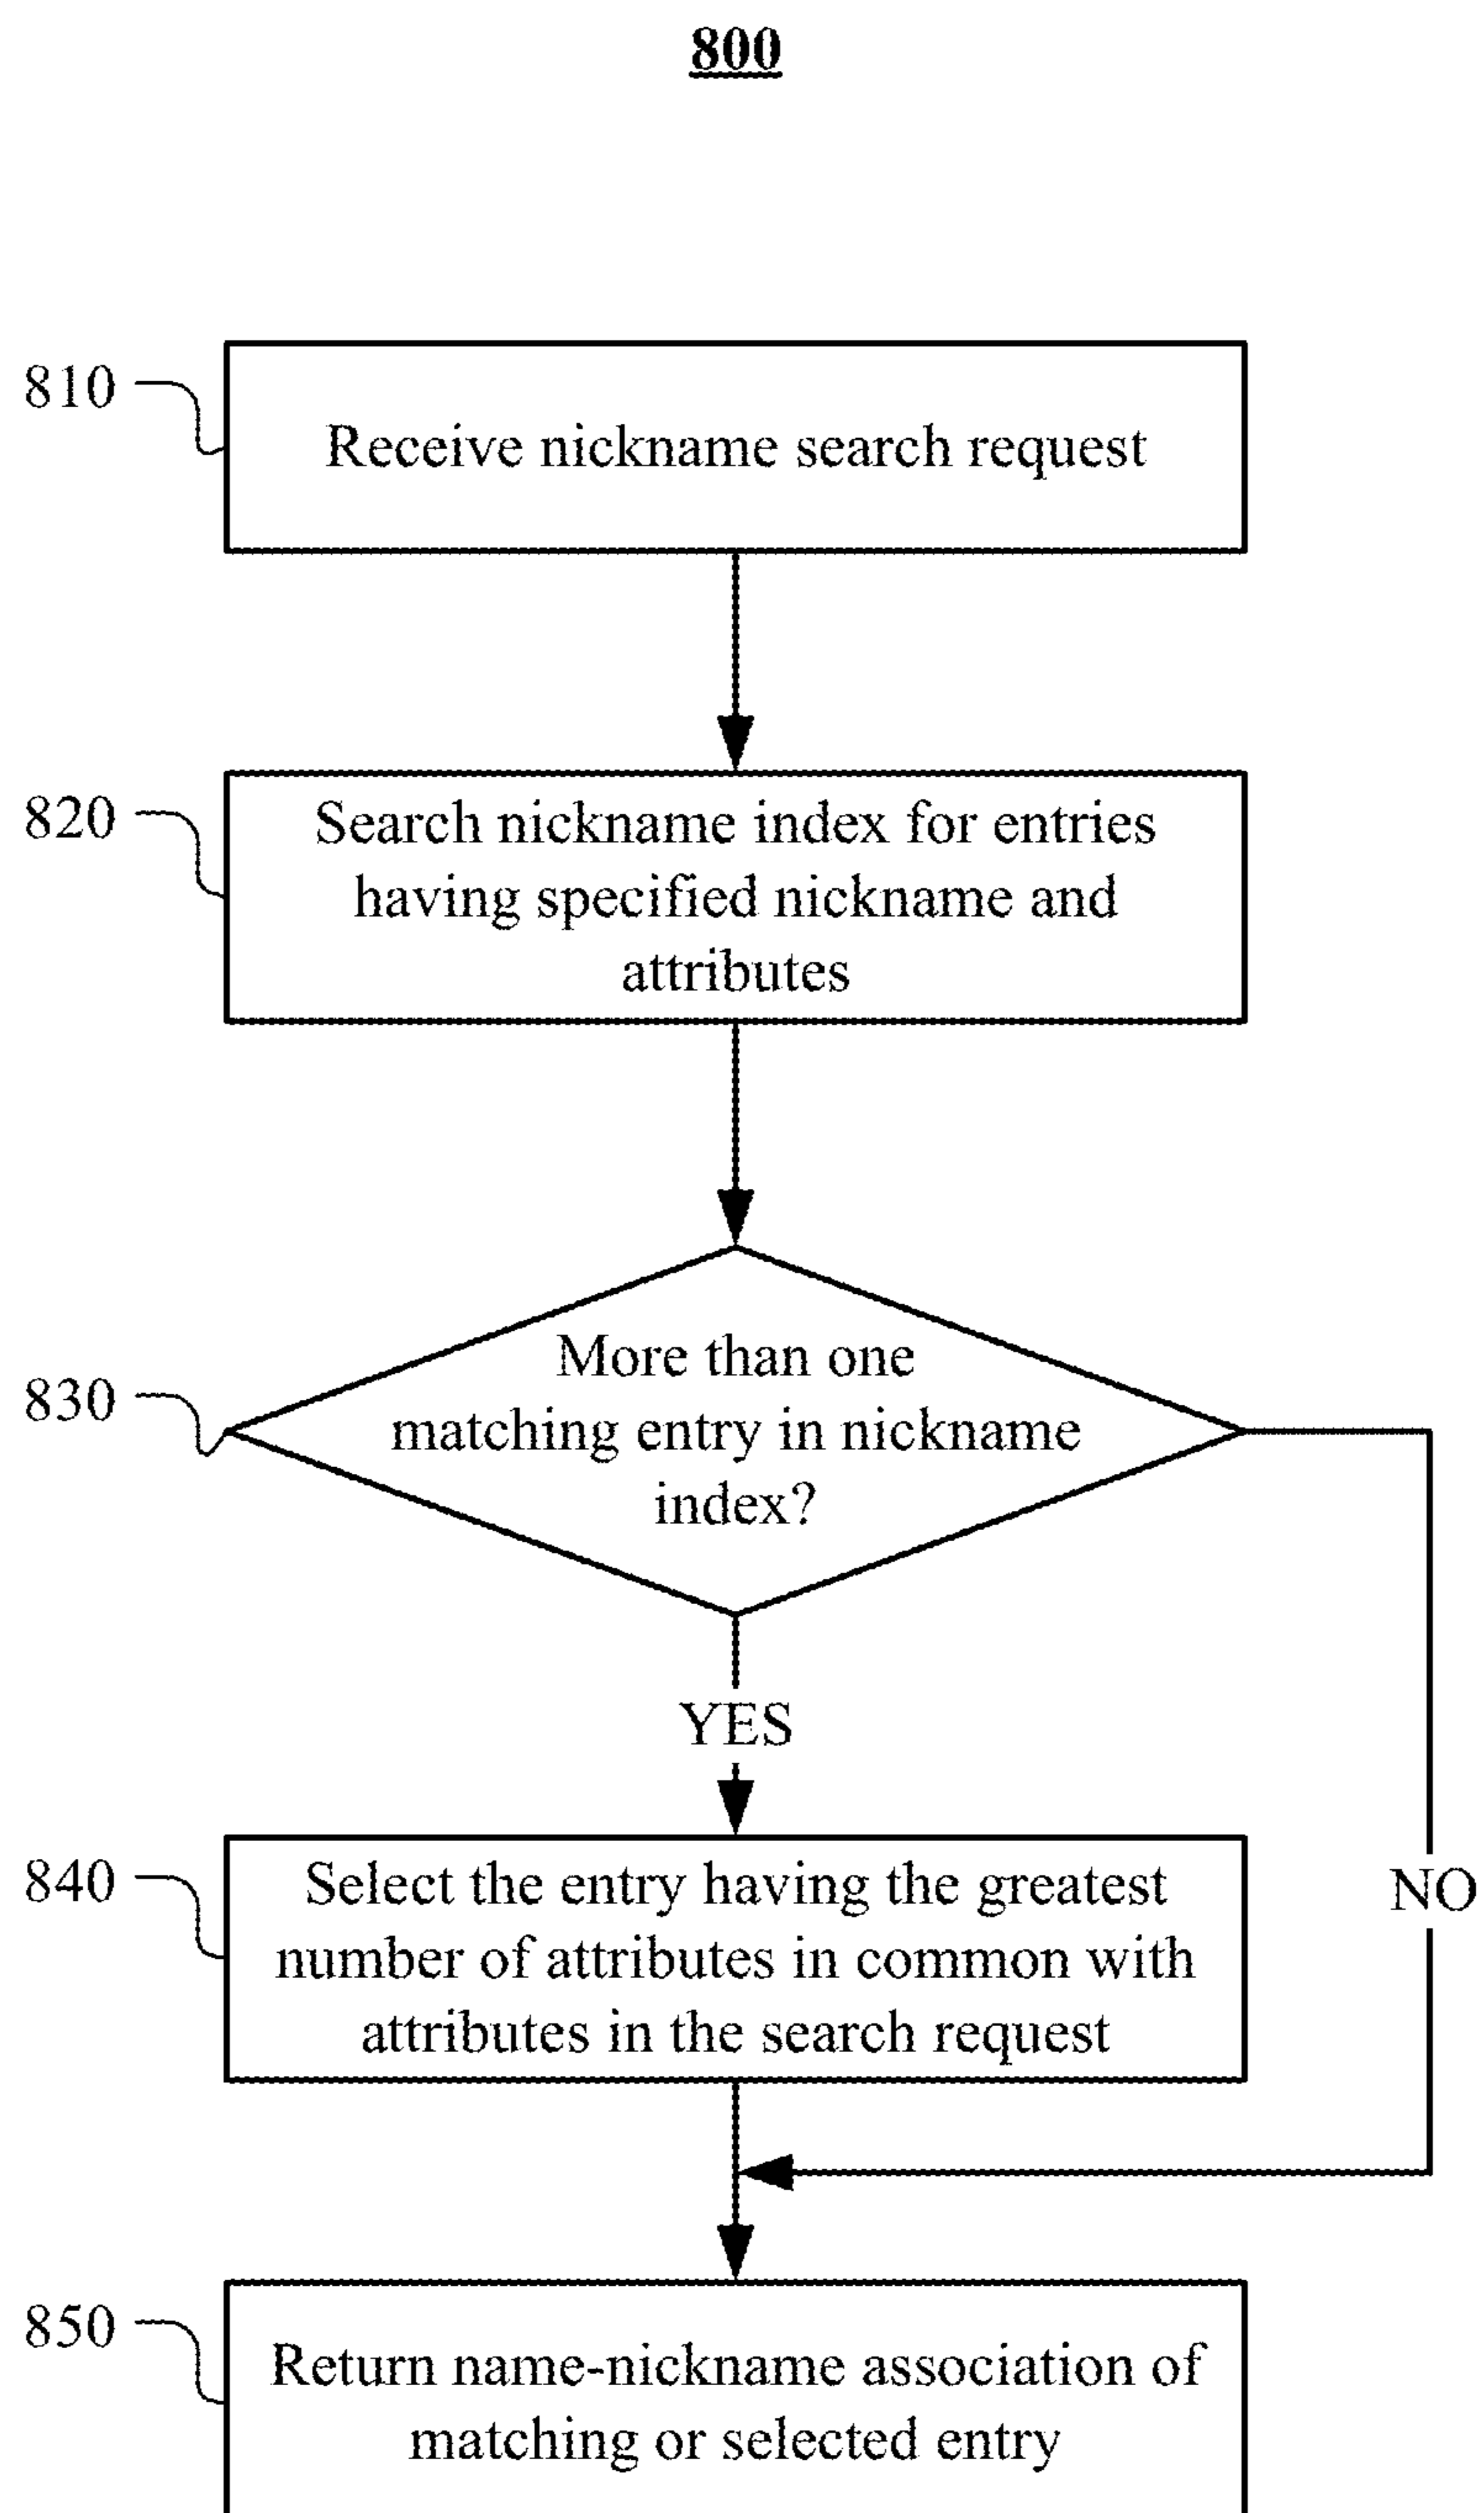 800
810
Receive nickname search request
820
Search nickname index for entries
having specified nickname and
attributes
830
More than one
matching entry in nickname
index?
YES
840
Select the entry having the greatest
number of attributes in common with
attributes in the search request
NO
850
Return name-nickname association of
matching or selected entry